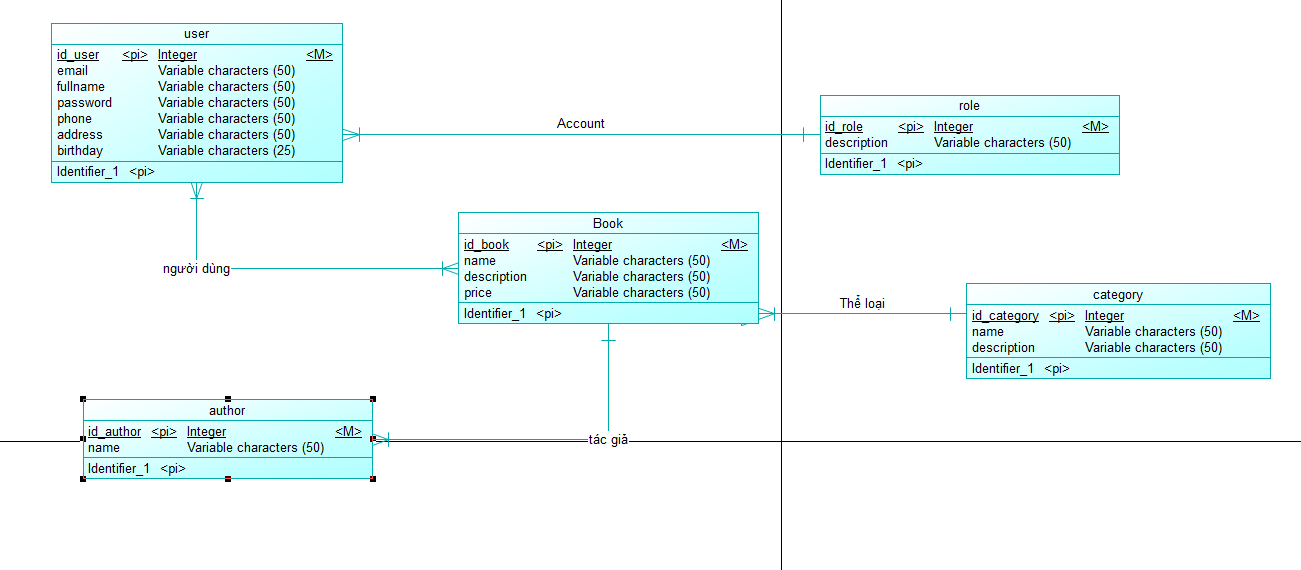 user
id_user <pi> Integer <M>
email Variable characters (50)
fullname Variable characters (50)
password Variable characters (50)
phone Variable characters (50)
address Variable characters (50)
birthday Variable characters (25)
Identifier_1 <pi>
Account
role
id_role <pi> Integer <M>
description Variable characters (50)
Identifier_1 <pi>
người dùng
Book
id_book <pi> Integer <M>
name Variable characters (50)
description Variable characters (50)
price Variable characters (50)
Identifier_1 <pi>
Thể loại
category
id_category <pi> Integer <M>
name Variable characters (50)
description Variable characters (50)
Identifier_1 <pi>
author
id_author <pi> Integer <M>
name Variable characters (50)
Identifier_1 <pi>
tác giả